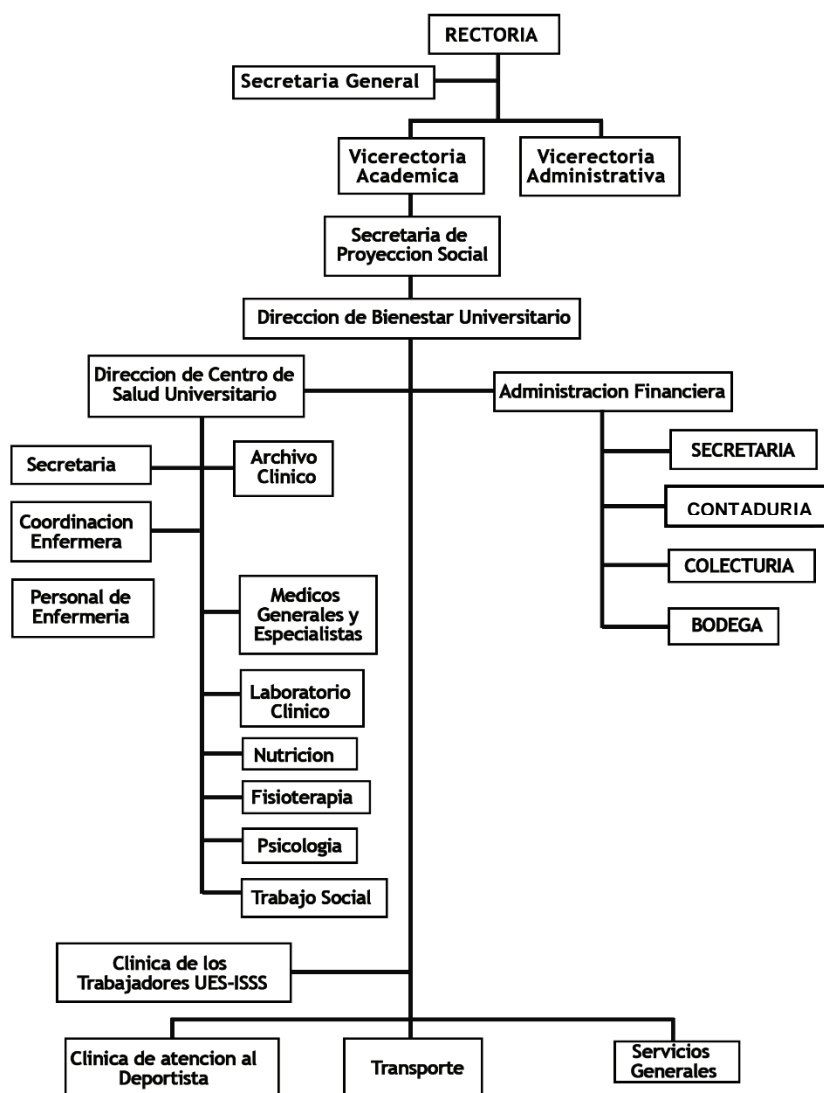 RECTORIA
Secretaria General
Vicerectoria
Academica
Vicerectoria
Administrativa
Secretaria de
Proyeccion Social
Direccion de Bienestar Universitario
Direccion de Centro de
Salud Universitario
Administracion Financiera
Secretaria
Archivo
Clinico
SECRETARIA
Coordinacion
Enfermera
CONTADURIA
Personal de
Enfermeria
COLECTURIA
Medicos
Generales y
Especialistas
BODEGA
Laboratorio
Clinico
Nutricion
Fisioterapia
Psicologia
Trabajo Social
Clinica de los
Trabajadores UES-ISSS
Clinica de atencion al
Deportista
Transporte
Servicios
Generales